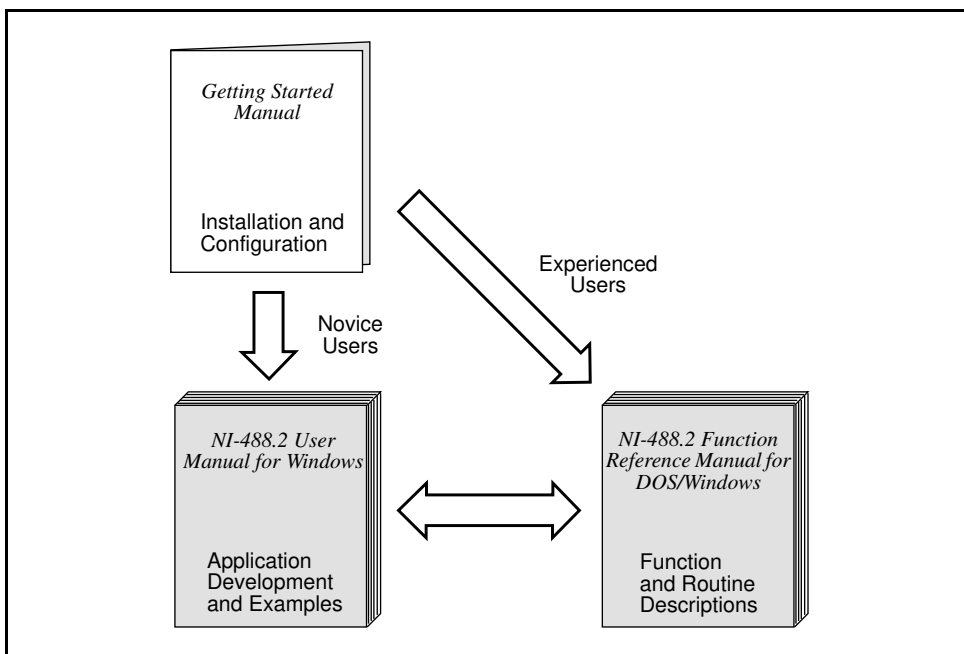 Getting Started
Manual
Installation and
Configuration
Experienced
Users
Novice
Users
NI-488.2 User
Manual for Windows
Application
Development
and Examples
NI-488.2 Function
Reference Manual for
DOS/Windows
Function
and Routine
Descriptions